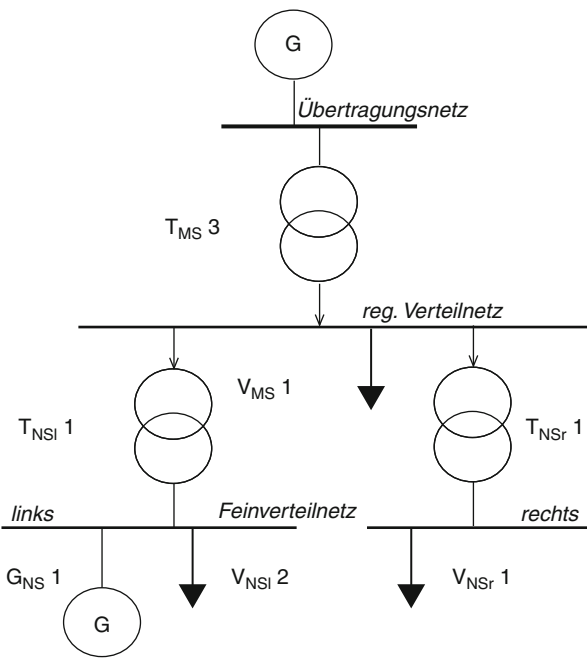 G
Übertragungsnetz
T_MS 3
reg. Verteilnetz
V_MS 1
T_NSl 1
T_NSr 1
links
Feinverteilnetz
rechts
G_NS 1
V_NSl 2
V_NSr 1
G